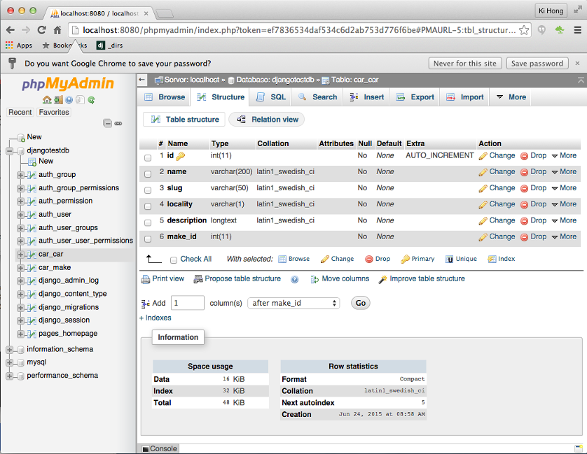 localhost:8080 / localhos
Ki Hong
localhost:8080/phpmyadmin/index.php?token=ef7836534daf534c6d2ab753d776f6be#PMAURL-5:tbl_structur...
Apps Bookmarks dj _dirs
Do you want Google Chrome to save your password? Never for this site Save password
phpMyAdmin
Recent Favorites
New
djangotestdb
New
auth_group
auth_group_permissions
auth_permission
auth_user
auth_user_groups
auth_user_user_permissions
car_car
car_make
django_admin_log
django_content_type
django_migrations
django_session
pages_homepage
information_schema
mysql
performance_schema
Server: localhost » Database: djangotestdb » Table: car_car
Browse Structure SQL Search Insert Export Import More
Table structure Relation view
# Name Type Collation Attributes Null Default Extra Action
1 id int(11) No None AUTO_INCREMENT Change Drop More
2 name varchar(200) latin1_swedish_ci No None Change Drop More
3 slug varchar(50) latin1_swedish_ci No None Change Drop More
4 locality varchar(1) latin1_swedish_ci No None Change Drop More
5 description longtext latin1_swedish_ci No None Change Drop More
6 make_id int(11) No None Change Drop More
Check All With selected: Browse Change Drop Primary Unique Index
Print view Propose table structure Move columns Improve table structure
Add 1 column(s) after make_id Go
+ Indexes
Information
Space usage
Data 16 KiB
Index 32 KiB
Total 48 KiB
Row statistics
Format Compact
Collation latin1_swedish_ci
Next autoindex 5
Creation Jun 24, 2015 at 08:58 AM
Console